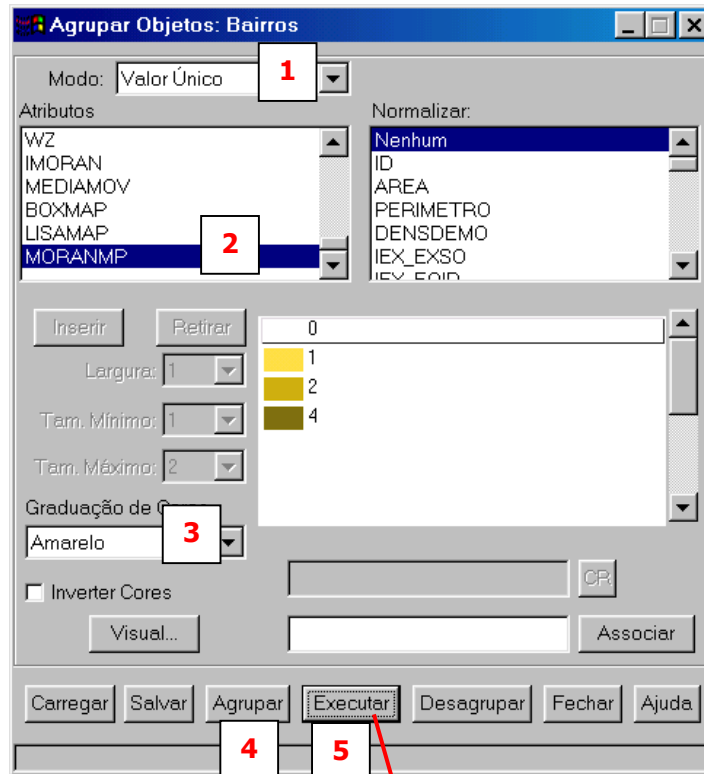 Agrupar Objetos: Bairros
Modo: Valor Único 1
Atributos Normalizar:
WZ
IMORAN
MEDIAMOV
BOXMAP
LISAMAP
MORANMP
2
Nenhum
ID
AREA
PERIMETRO
DENSDEMO
IEX_EXSO
Inserir Retirar
Largura: 1
Tam. Mínimo: 1
Tam. Máximo: 2
0
1
2
4
Graduação de
Amarelo 3
Inverter Cores
CR
Visual... Associar
Carregar Salvar Agrupar Executar Desagrupar Fechar Ajuda
4 5